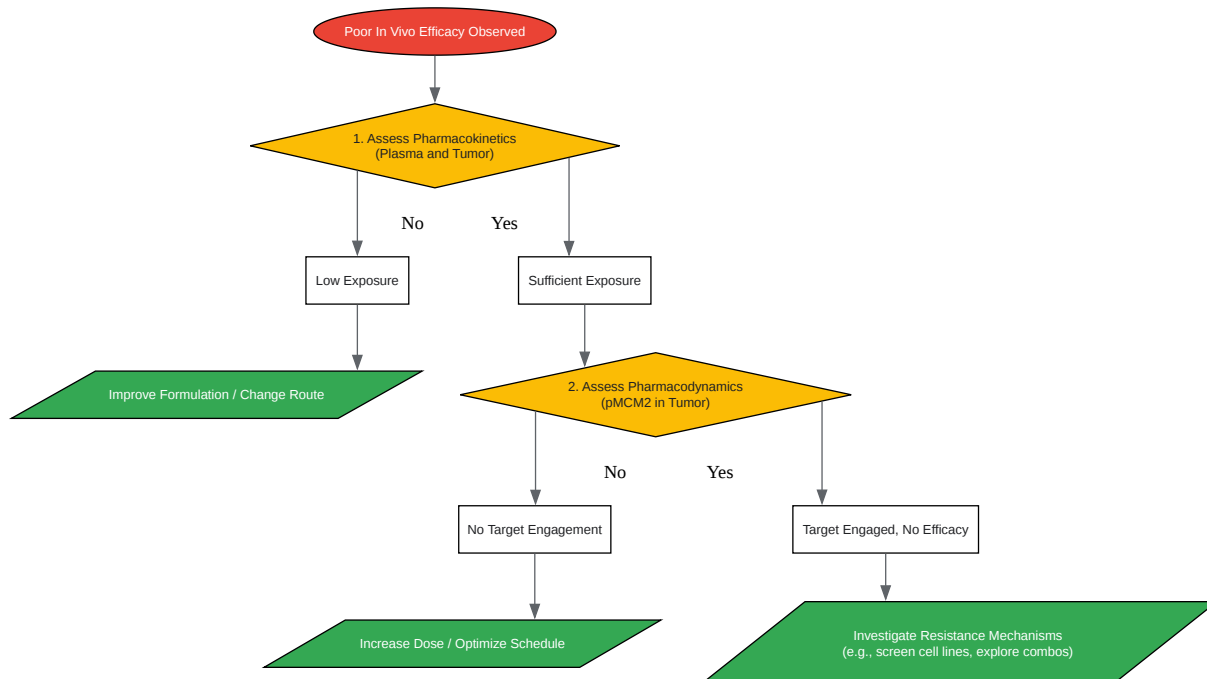 Poor In Vivo Efficacy Observed
1. Assess Pharmacokinetics
(Plasma and Tumor)
No
Yes
Low Exposure
Sufficient Exposure
Improve Formulation / Change Route
2. Assess Pharmacodynamics
(pMCM2 in Tumor)
No
Yes
No Target Engagement
Target Engaged, No Efficacy
Increase Dose / Optimize Schedule
Investigate Resistance Mechanisms
(e.g., screen cell lines, explore combos)